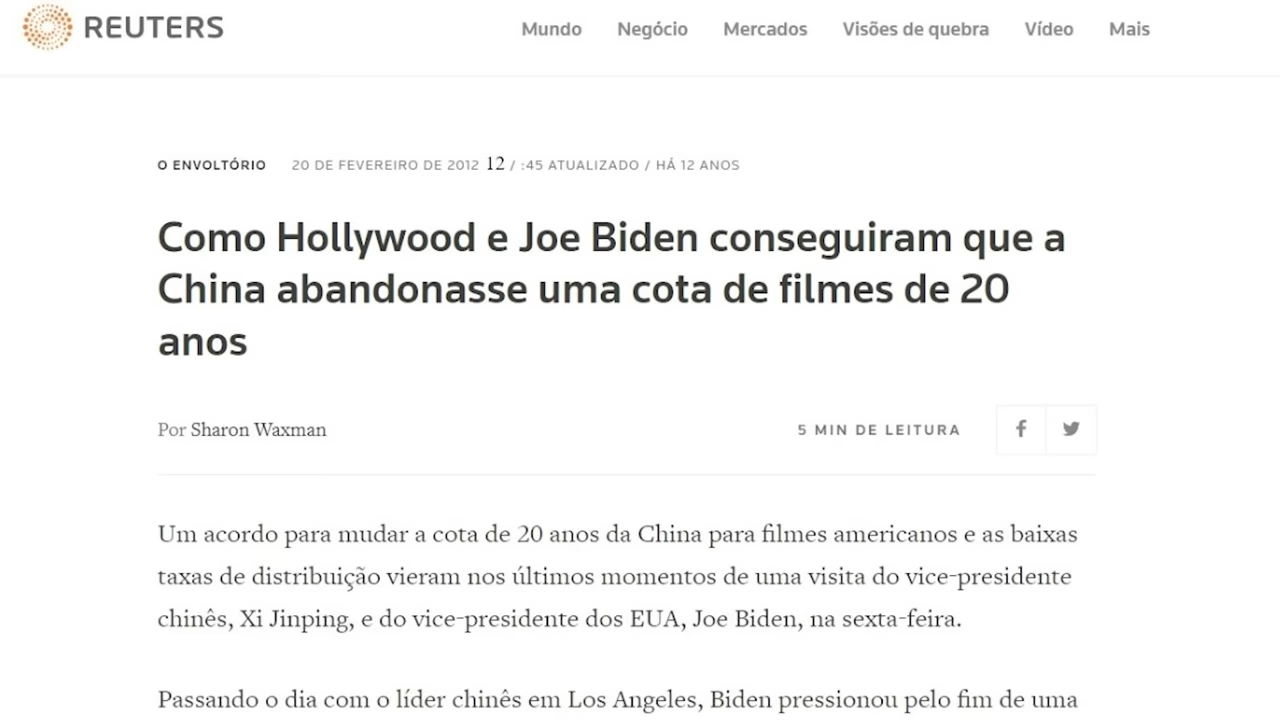 REUTERS
Mundo Negócio Mercados Visões de quebra Vídeo Mais
O ENVOLTÓRIO 20 DE FEVEREIRO DE 2012 12 / :45 ATUALIZADO / HÁ 12 ANOS
Como Hollywood e Joe Biden conseguiram que a
China abandonasse uma cota de filmes de 20
anos
Por Sharon Waxman 5 MIN DE LEITURA
Um acordo para mudar a cota de 20 anos da China para filmes americanos e as baixas
taxas de distribuição vieram nos últimos momentos de uma visita do vice-presidente
chinês, Xi Jinping, e do vice-presidente dos EUA, Joe Biden, na sexta-feira.
Passando o dia com o líder chinês em Los Angeles, Biden pressionou pelo fim de uma